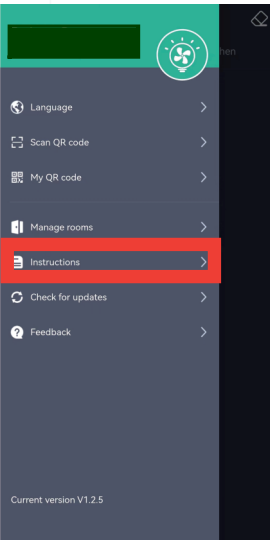 hen
Language
Scan QR code
My QR code
Manage rooms
Instructions
Check for updates
Feedback
Current version V1.2.5